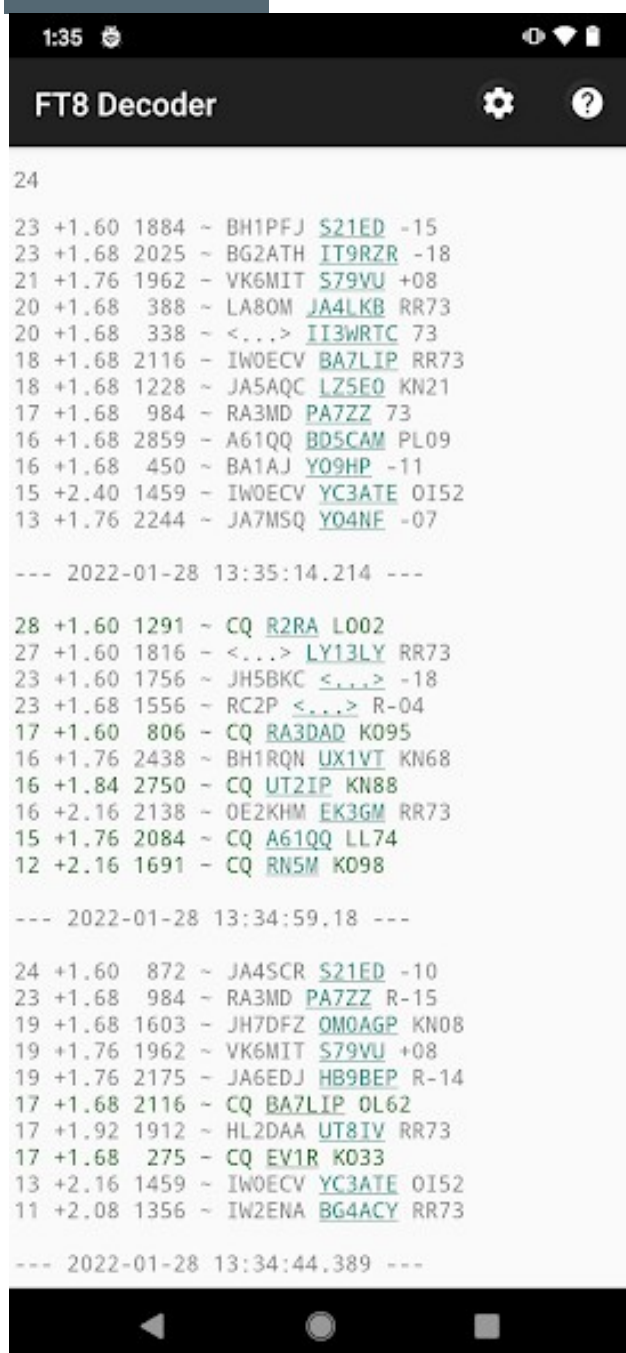 1:35
FT8 Decoder
24
23 +1.60 1884 ~ BH1PFJ S21ED -15
23 +1.68 2025 ~ BG2ATH IT9RZR -18
21 +1.76 1962 ~ VK6MIT S79VU +08
20 +1.68 388 ~ LA8OM JA4LKB RR73
20 +1.68 338 ~ <...> II3WRTC 73
18 +1.68 2116 ~ IW0ECV BA7LIP RR73
18 +1.68 1228 ~ JA5AQC LZ5EO KN21
17 +1.68 984 ~ RA3MD PA7ZZ 73
16 +1.68 2859 ~ A61QQ BD5CAM PL09
16 +1.68 450 ~ BA1AJ YO9HP -11
15 +2.40 1459 ~ IW0ECV YC3ATE OI52
13 +1.76 2244 ~ JA7MSQ YO4NF -07
--- 2022-01-28 13:35:14.214 ---
28 +1.60 1291 ~ CQ R2RA LO02
27 +1.60 1816 ~ <...> LY13LY RR73
23 +1.60 1756 ~ JH5BKC <...> -18
23 +1.68 1556 ~ RC2P <...> R-04
17 +1.60 806 ~ CQ RA3DAD KO95
16 +1.76 2438 ~ BH1RQN UX1VT KN68
16 +1.84 2750 ~ CQ UT2IP KN88
16 +2.16 2138 ~ OE2KHM EK3GM RR73
15 +1.76 2084 ~ CQ A61QQ LL74
12 +2.16 1691 ~ CQ RN5M KO98
--- 2022-01-28 13:34:59.18 ---
24 +1.60 872 ~ JA4SCR S21ED -10
23 +1.68 984 ~ RA3MD PA7ZZ R-15
19 +1.68 1603 ~ JH7DFZ OM0AGP KN08
19 +1.76 1962 ~ VK6MIT S79VU +08
19 +1.76 2175 ~ JA6EDJ HB9BEP R-14
17 +1.68 2116 ~ CQ BA7LIP OL62
17 +1.92 1912 ~ HL2DAA UT8IV RR73
17 +1.68 275 ~ CQ EV1R KO33
13 +2.16 1459 ~ IW0ECV YC3ATE OI52
11 +2.08 1356 ~ IW2ENA BG4ACY RR73
--- 2022-01-28 13:34:44.389 ---